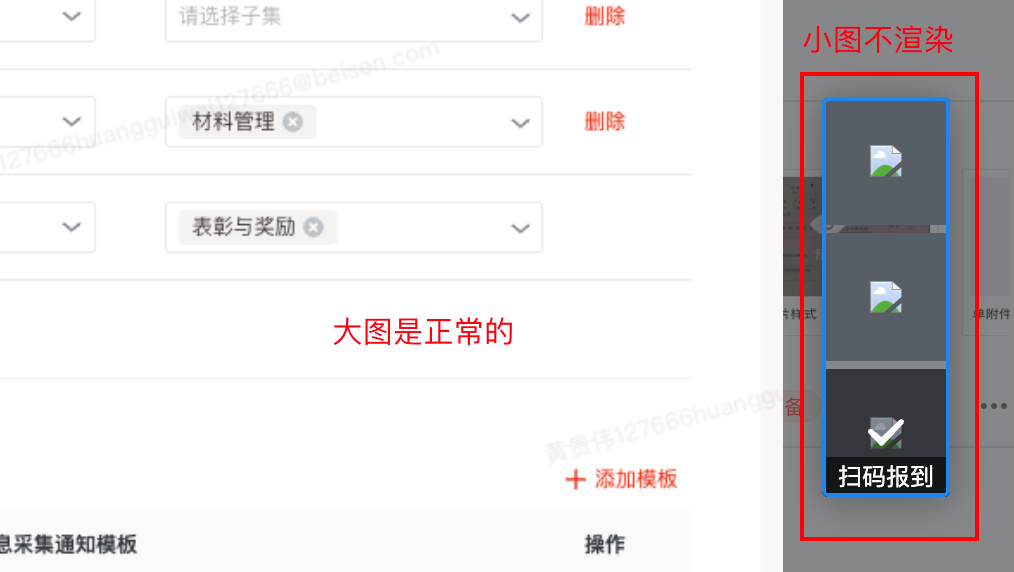 请选择子集
删除
小图不渲染
材料管理
删除
127666huangguiwei127666@beisen.com
表彰与奖励
片样式
单附件
大图是正常的
备
黄贵伟127666huanggu
添加模板
扫码报到
息采集通知模板
操作